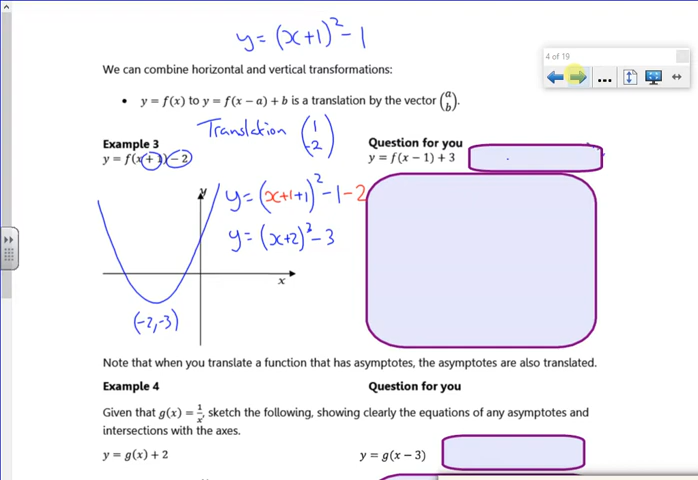 y = (x+1)² - 1
4 of 19
We can combine horizontal and vertical transformations:
• y = f(x) to y = f(x − a) + b is a translation by the vector (a b).
Translation (1 -2)
Example 3
Question for you
y = f(x + 1) − 2
y = f(x − 1) + 3
y
y = (x+1+1)² - 1 - 2
y = (x+2)² - 3
x
(-2,-3)
Note that when you translate a function that has asymptotes, the asymptotes are also translated.
Example 4
Question for you
Given that g(x) = 1/x, sketch the following, showing clearly the equations of any asymptotes and
intersections with the axes.
y = g(x) + 2
y = g(x − 3)